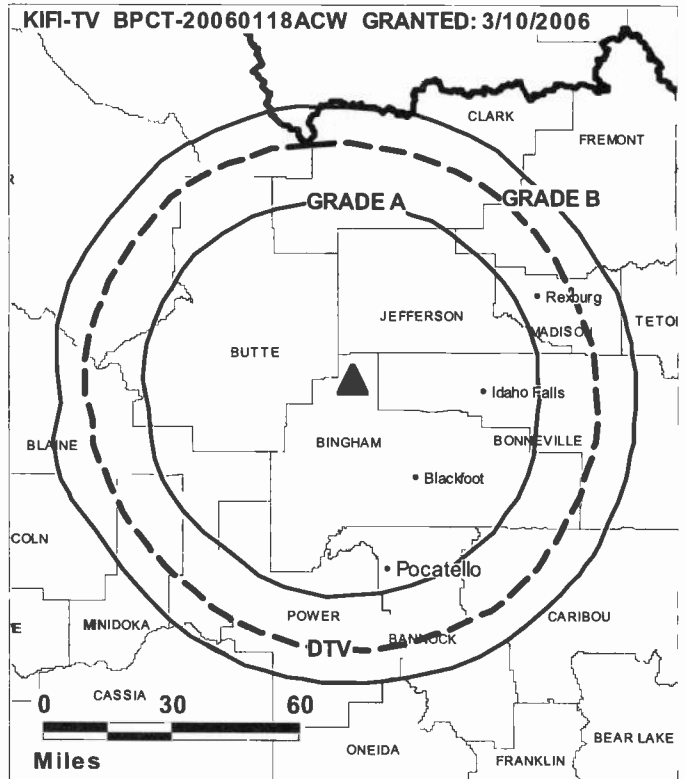 KIFI-TV BPCT-20060118ACW GRANTED: 3/10/2006
CLARK
FREMONT
GRADE A
GRADE B
Rexburg
JEFFERSON
MADISON
TETO
BUTTE
Idaho Falls
BLAINE
BINGHAM
BONNEVILLE
Blackfoot
COLN
Pocatello
POWER
CARIBOU
E
MINIDOKA
BANNOCK
DTV
CASSIA
0 30 60
Miles
ONEIDA
FRANKLIN
BEAR LAKE